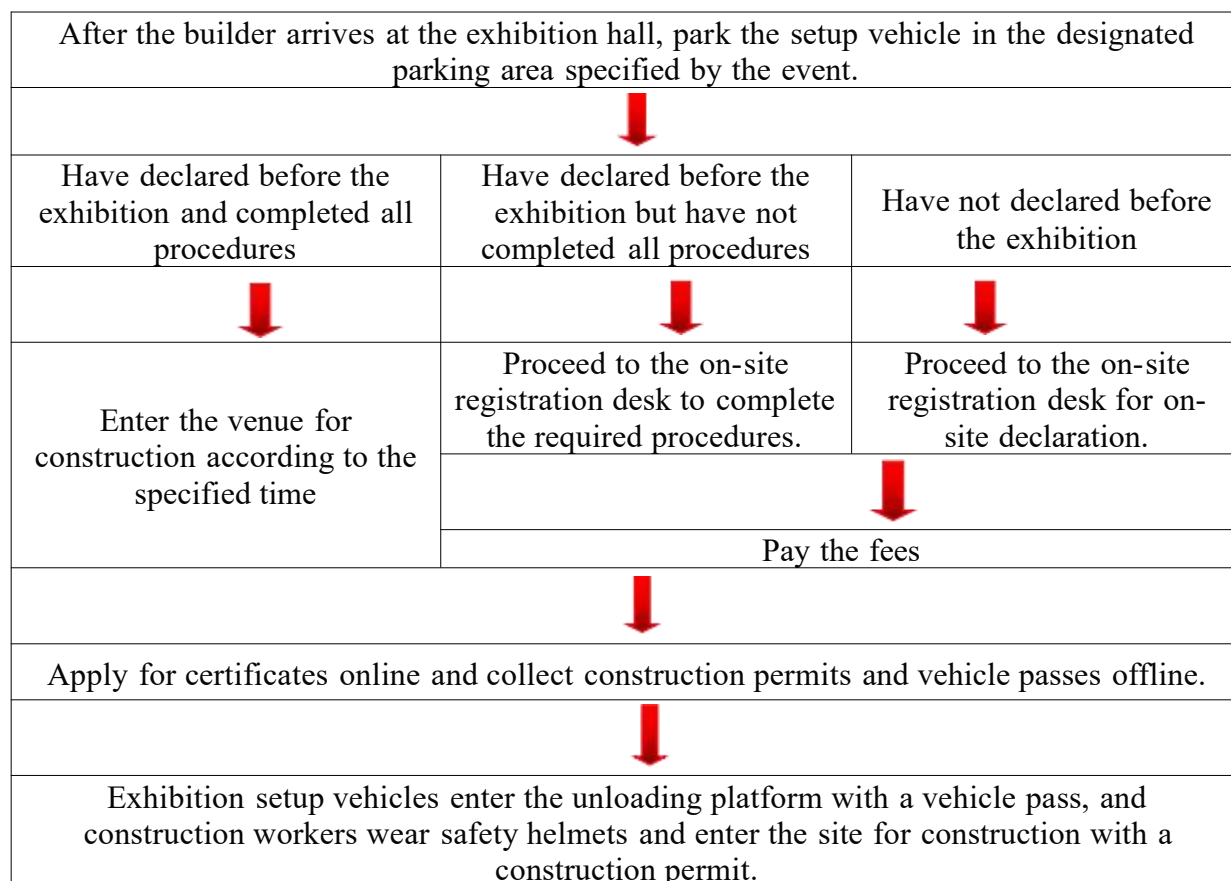 After the builder arrives at the exhibition hall, park the setup vehicle in the designated
parking area specified by the event.
Have declared before the
exhibition and completed all
procedures
Have declared before the
exhibition but have not
completed all procedures
Have not declared before
the exhibition
Enter the venue for
construction according to the
specified time
Proceed to the on-site
registration desk to complete
the required procedures.
Proceed to the on-site
registration desk for on-
site declaration.
Pay the fees
Apply for certificates online and collect construction permits and vehicle passes offline.
Exhibition setup vehicles enter the unloading platform with a vehicle pass, and
construction workers wear safety helmets and enter the site for construction with a
construction permit.